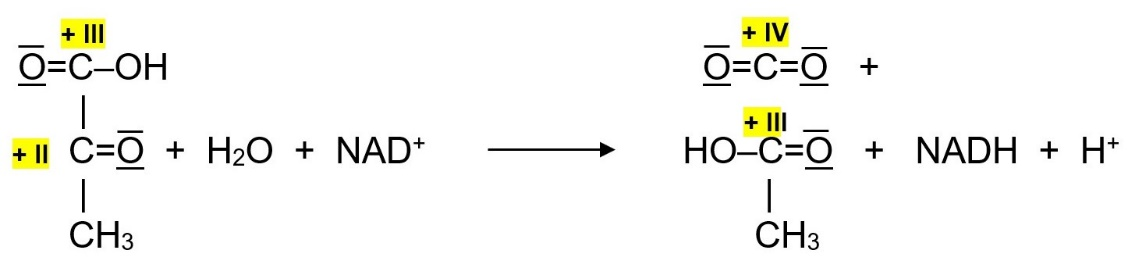 + III + IV
O=C–OH O=C=O +
+ II C=O + H₂O + NAD⁺ ⟶ + III HO–C=O + NADH + H⁺
CH₃ CH₃